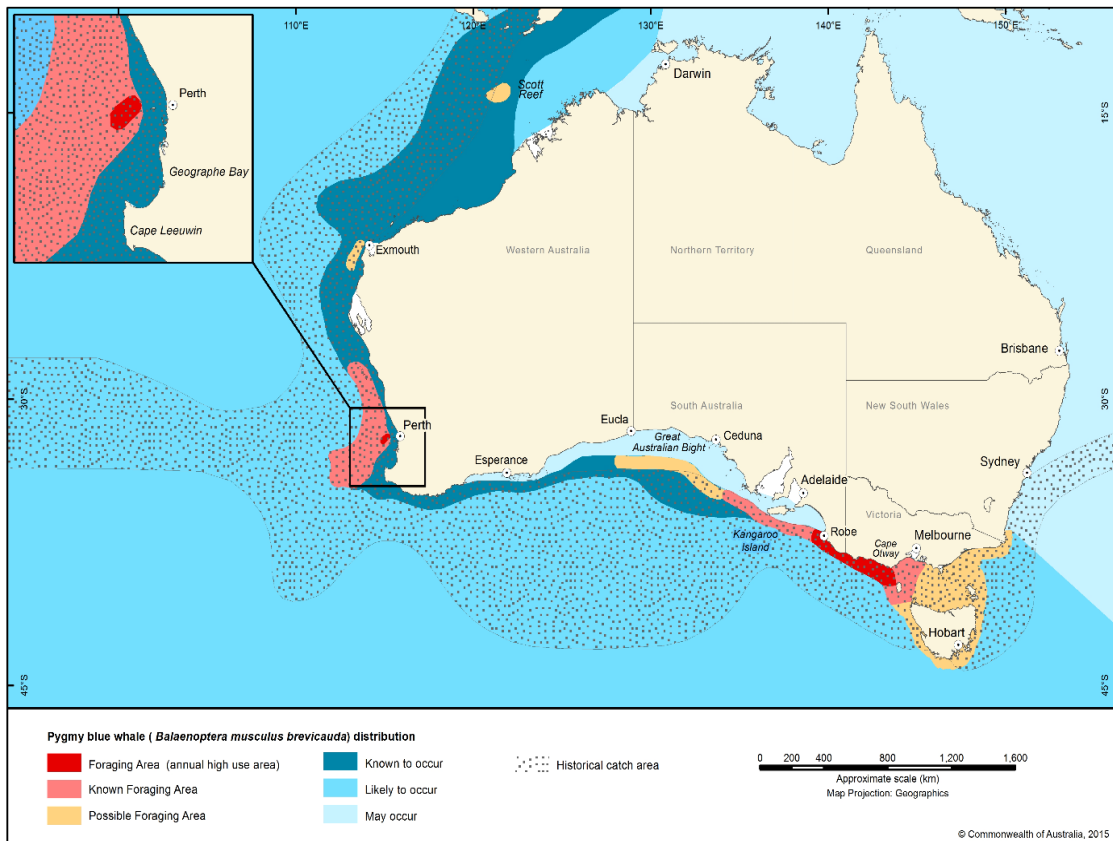 110°E
120°E
130°E
140°E
150°E
Perth
Geographe Bay
Cape Leeuwin
Scott
Reef
Darwin
15°S
Exmouth
Western Australia
Northern Territory
Queensland
Brisbane
30°S
30°S
South Australia
New South Wales
Perth
Eucla
Great
Australian Bight
Ceduna
Esperance
Sydney
Adelaide
Victoria
Robe
Cape
Otway
Melbourne
Kangaroo
Island
Hobart
45°S
45°S
Pygmy blue whale ( Balaenoptera musculus brevicauda) distribution
Foraging Area (annual high use area)
Known Foraging Area
Possible Foraging Area
Known to occur
Likely to occur
May occur
Historical catch area
0 200 400 800 1,200 1,600
Approximate scale (km)
Map Projection: Geographics
© Commonwealth of Australia, 2015